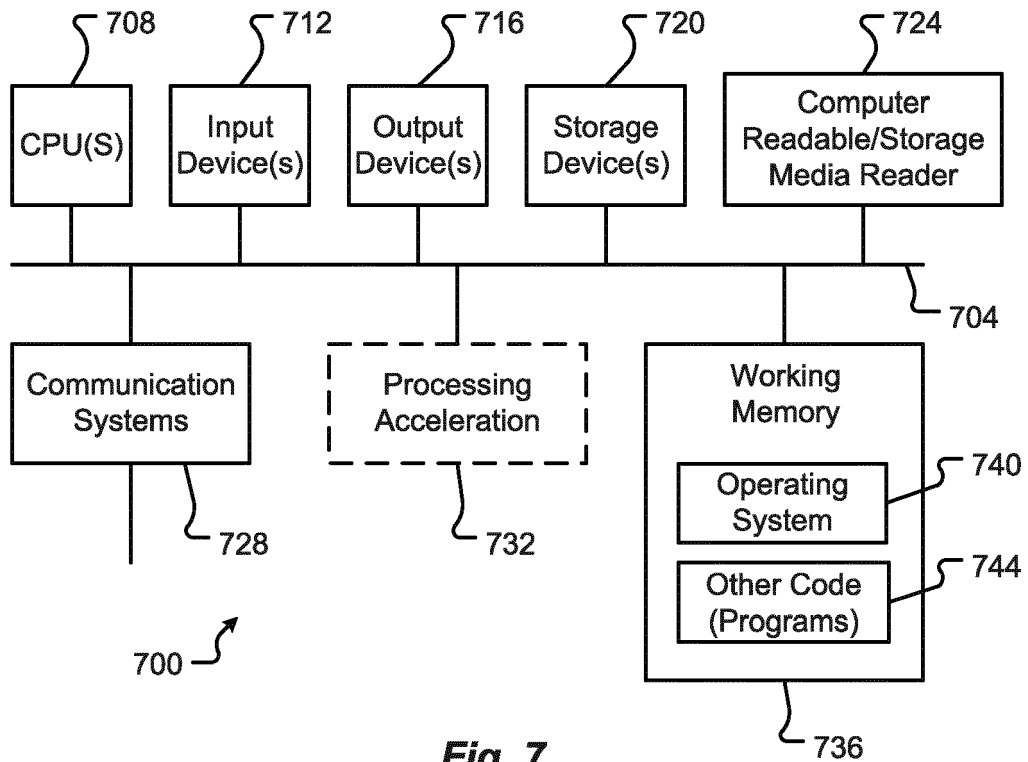 708
712
716
720
724
CPU(S)
Input
Device(s)
Output
Device(s)
Storage
Device(s)
Computer
Readable/Storage
Media Reader
704
Communication
Systems
Processing
Acceleration
Working
Memory
Operating
System
Other Code
(Programs)
740
744
728
732
736
700
Fig. 7